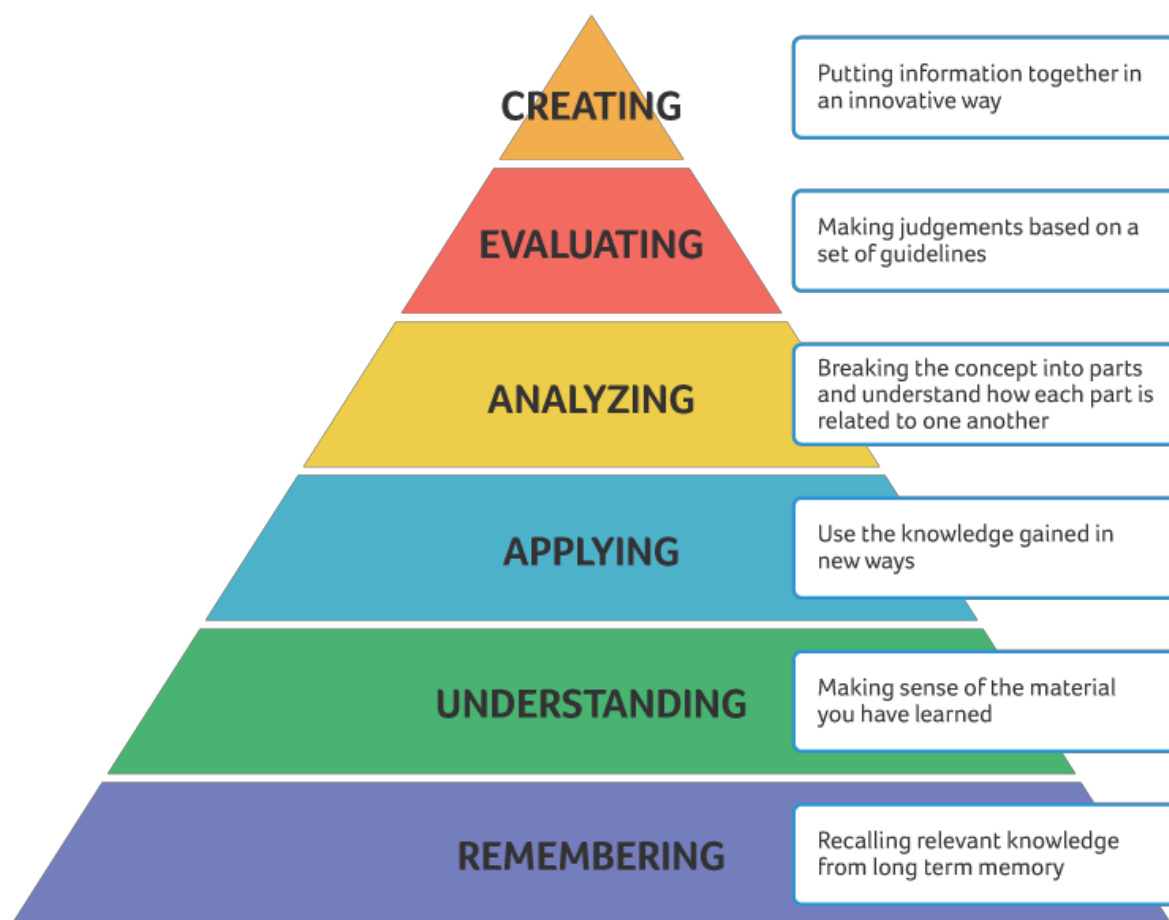 CREATING
Putting information together in
an innovative way
EVALUATING
Making judgements based on a
set of guidelines
ANALYZING
Breaking the concept into parts
and understand how each part is
related to one another
APPLYING
Use the knowledge gained in
new ways
UNDERSTANDING
Making sense of the material
you have learned
REMEMBERING
Recalling relevant knowledge
from long term memory